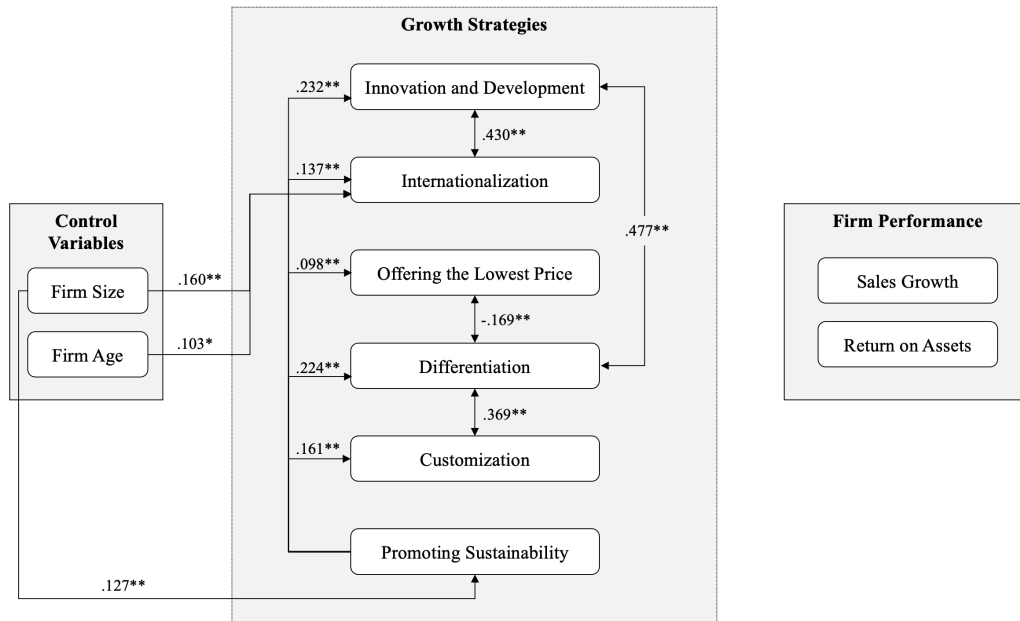 Growth Strategies
.232**
Innovation and Development
.430**
.137**
Internationalization
Control
Variables
Firm Performance
.477**
.160**
Firm Size
.098**
Offering the Lowest Price
Sales Growth
-.169**
.103*
Firm Age
Return on Assets
.224**
Differentiation
.369**
.161**
Customization
Promoting Sustainability
.127**